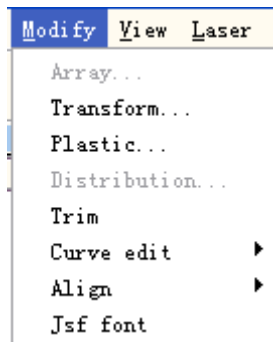 Modify View Laser
Array...
Transform...
Plastic...
Distribution...
Trim
Curve edit
Align
Jsf font